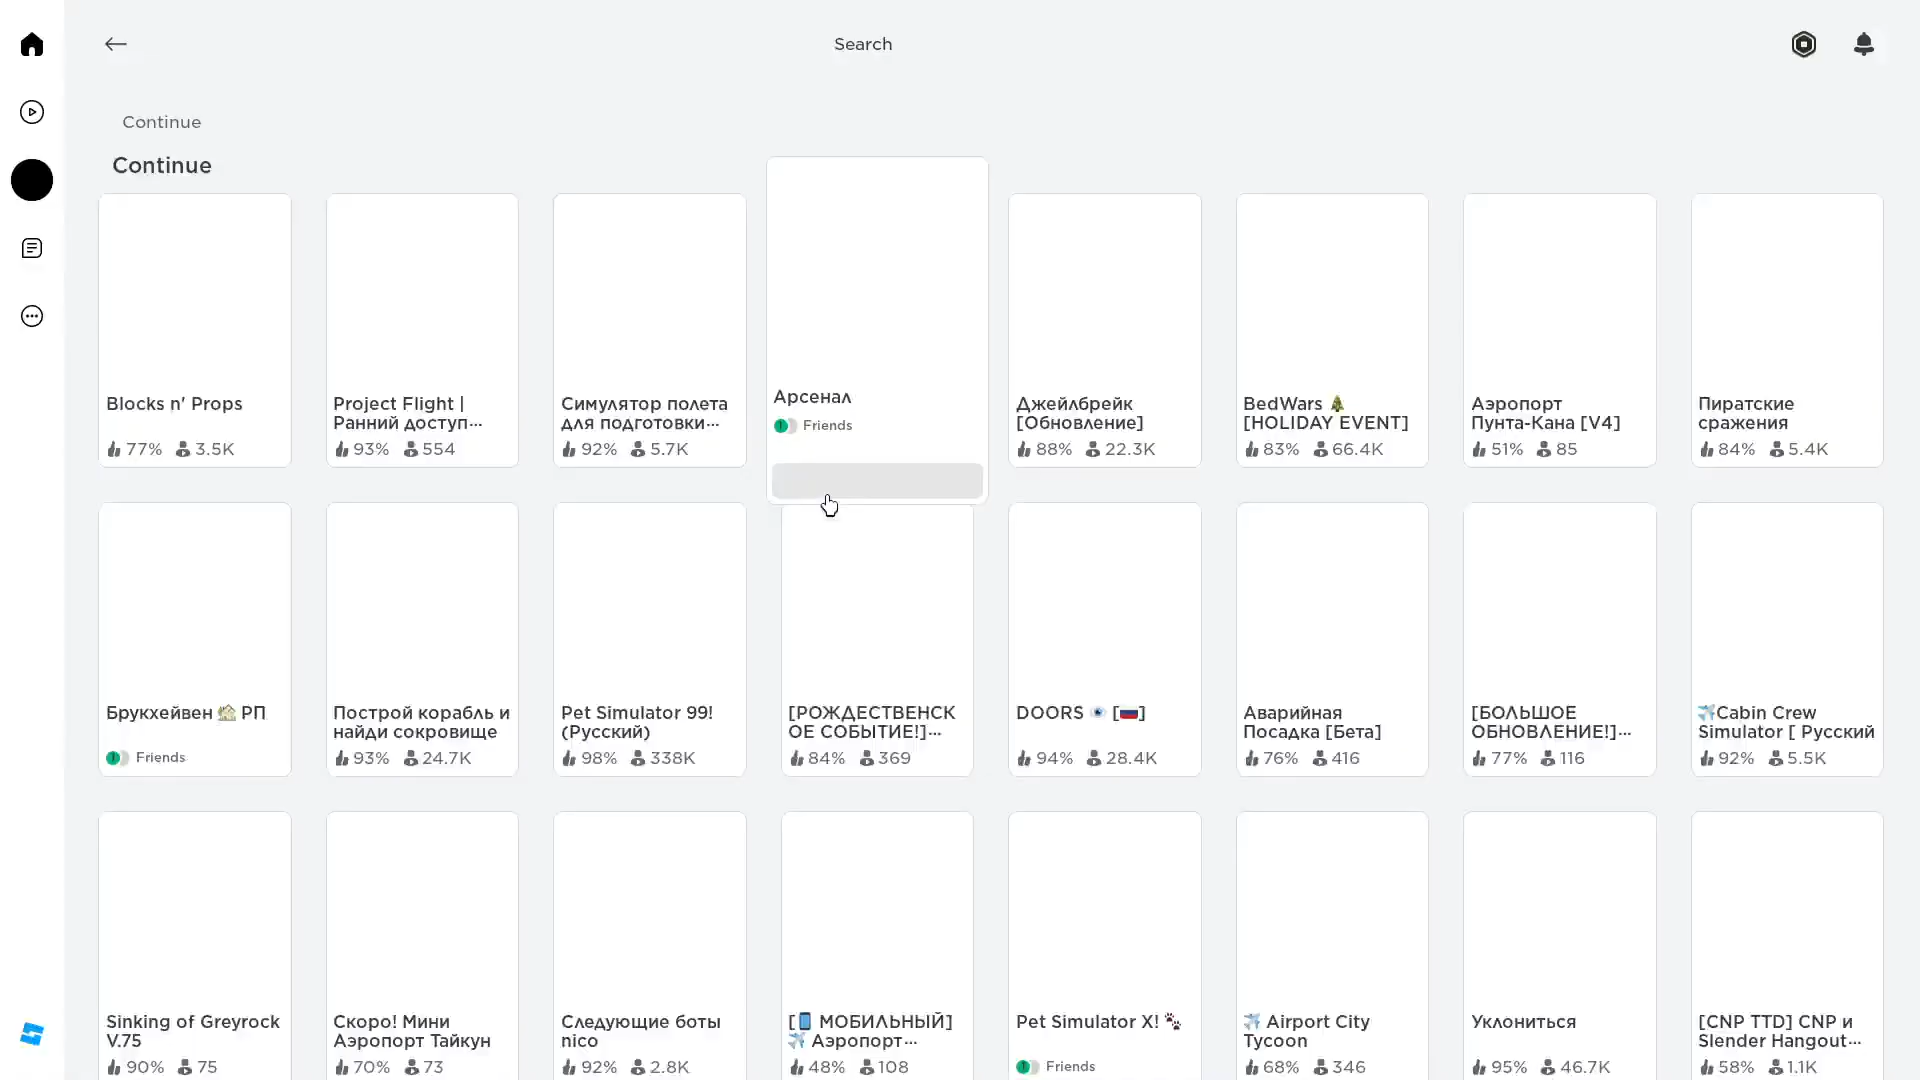 Search
Continue
Continue
Blocks n' Props
77% 3.5K
Project Flight |
Ранний доступ...
93% 554
Симулятор полета
для подготовки...
92% 5.7K
Арсенал
Friends
Джейлбрейк
[Обновление]
88% 22.3K
BedWars 🎄
[HOLIDAY EVENT]
83% 66.4K
Аэропорт
Пунта-Кана [V4]
51% 85
Пиратские
сражения
84% 5.4K
Брукхейвен 🏡 РП
Friends
Построй корабль и
найди сокровище
93% 24.7K
Pet Simulator 99!
(Русский)
98% 338K
[РОЖДЕСТВЕНСК
ОЕ СОБЫТИЕ!]...
84% 369
DOORS 👁️ [🇷🇺]
94% 28.4K
Аварийная
Посадка [Бета]
76% 416
[БОЛЬШОЕ
ОБНОВЛЕНИЕ!]...
77% 116
✈️Cabin Crew
Simulator [ Русский
92% 5.5K
Sinking of Greyrock
V.75
90% 75
Скоро! Мини
Аэропорт Тайкун
70% 73
Следующие боты
nico
92% 2.8K
[📱 МОБИЛЬНЫЙ]
✈️ Аэропорт...
48% 108
Pet Simulator X! 🐾
Friends
✈️ Airport City
Tycoon
68% 346
Уклониться
95% 46.7K
[CNP TTD] CNP и
Slender Hangout...
58% 1.1K